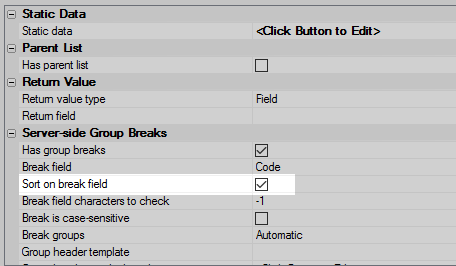 Static Data
Static data <Click Button to Edit>
Parent List
Has parent list
Return Value
Return value type Field
Return field
Server-side Group Breaks
Has group breaks
Break field Code
Sort on break field
Break field characters to check -1
Break is case-sensitive
Break groups Automatic
Group header template